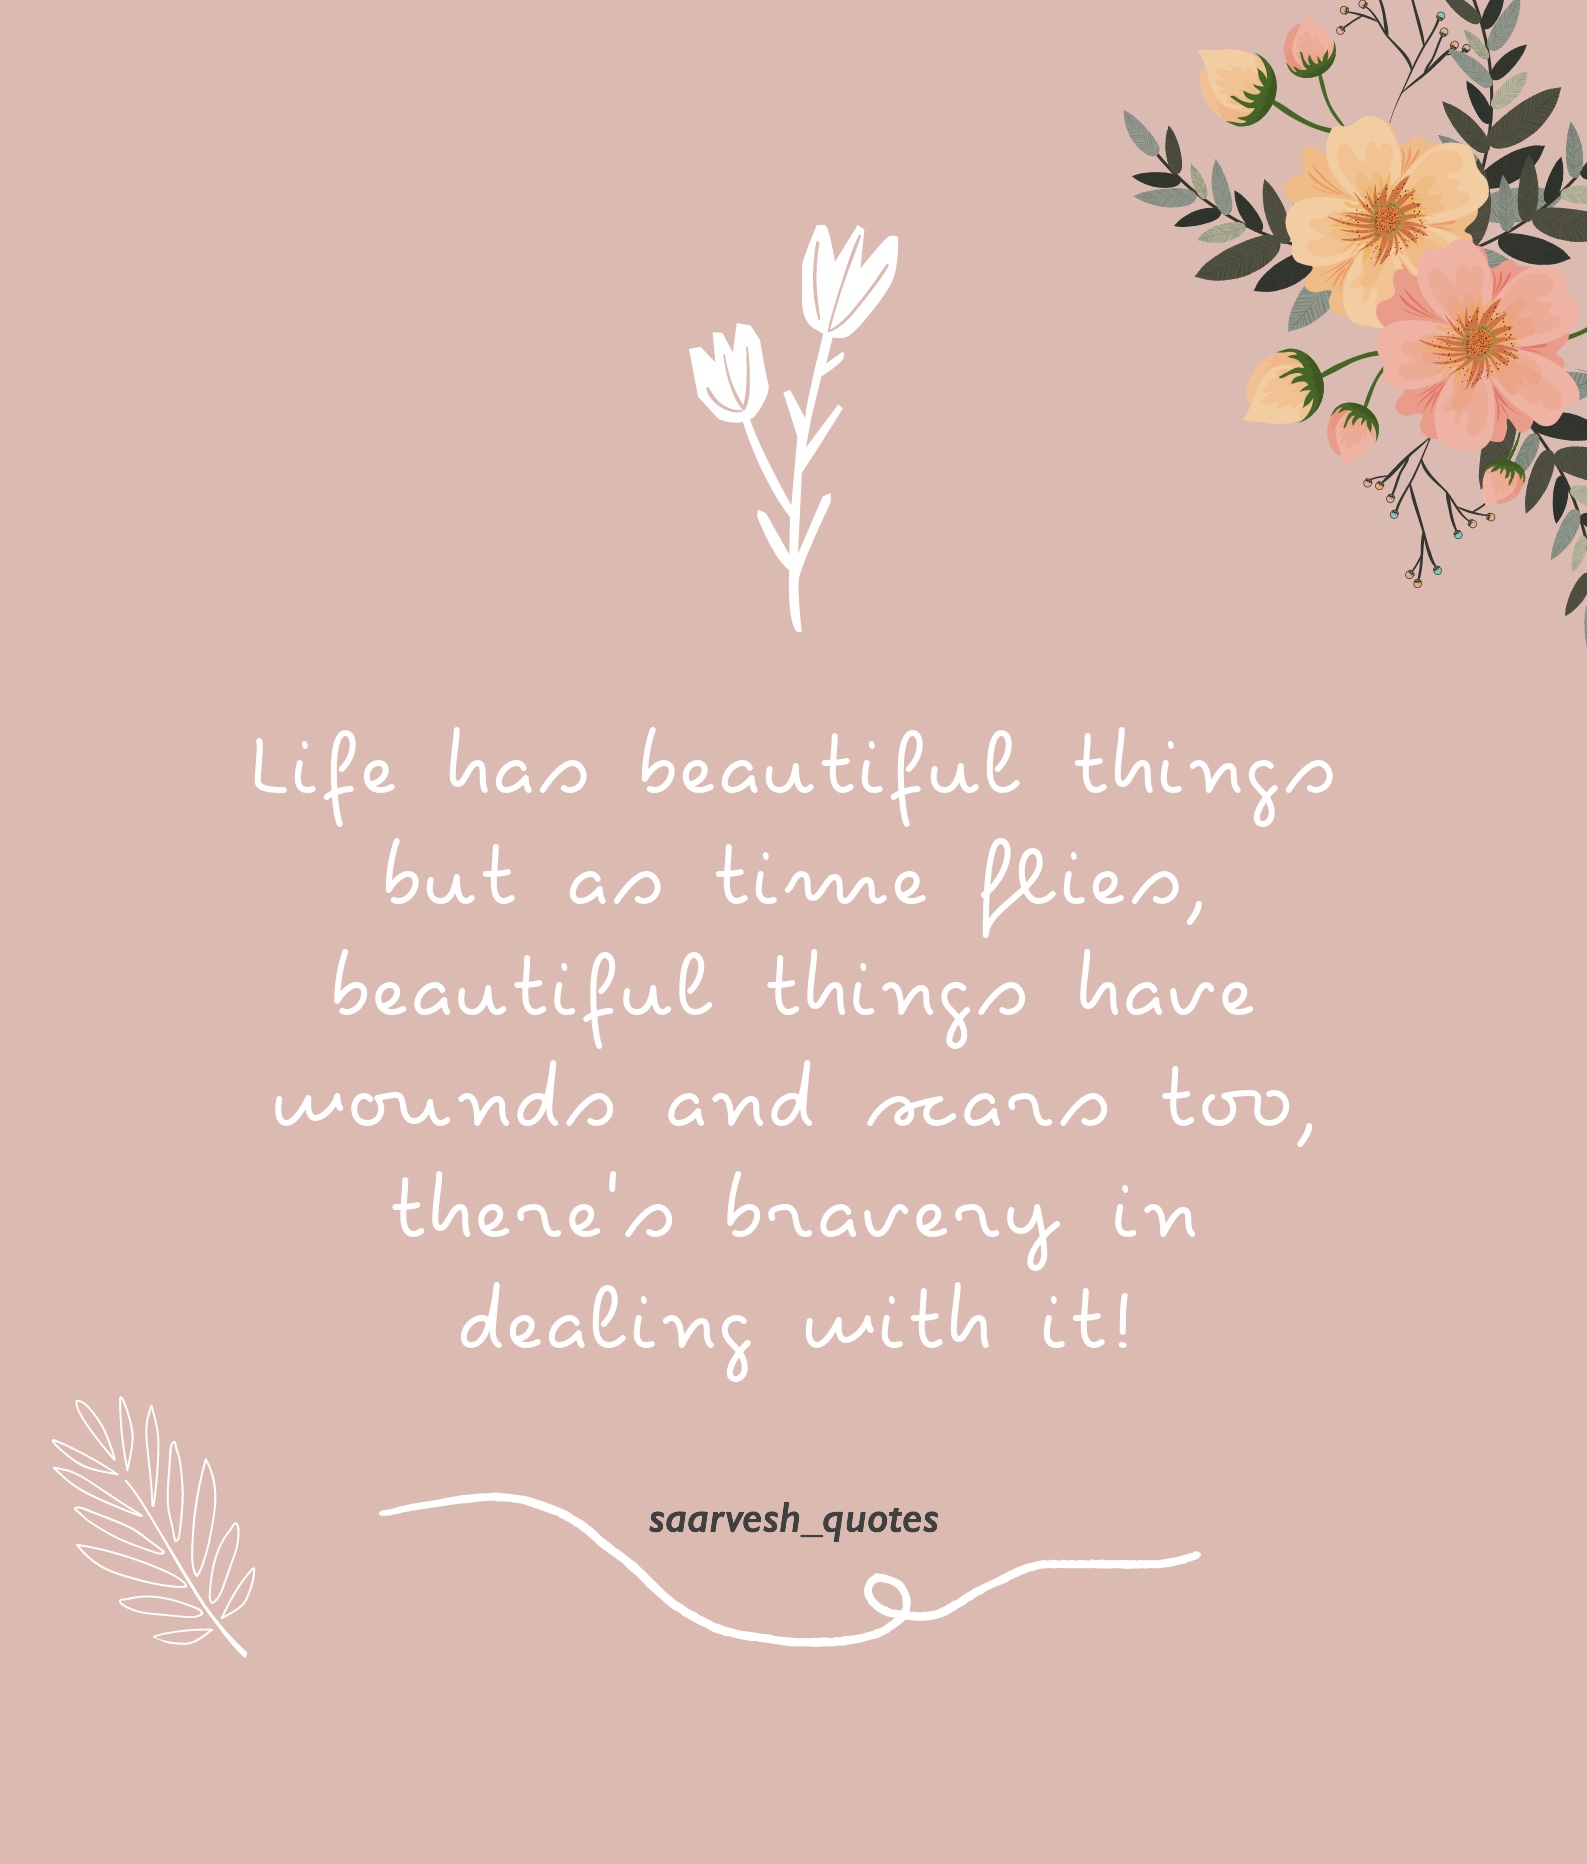 Life has beautiful things
but as time flies,
beautiful things have
wounds and scars too,
there's bravery in
dealing with it!
saarvesh_quotes